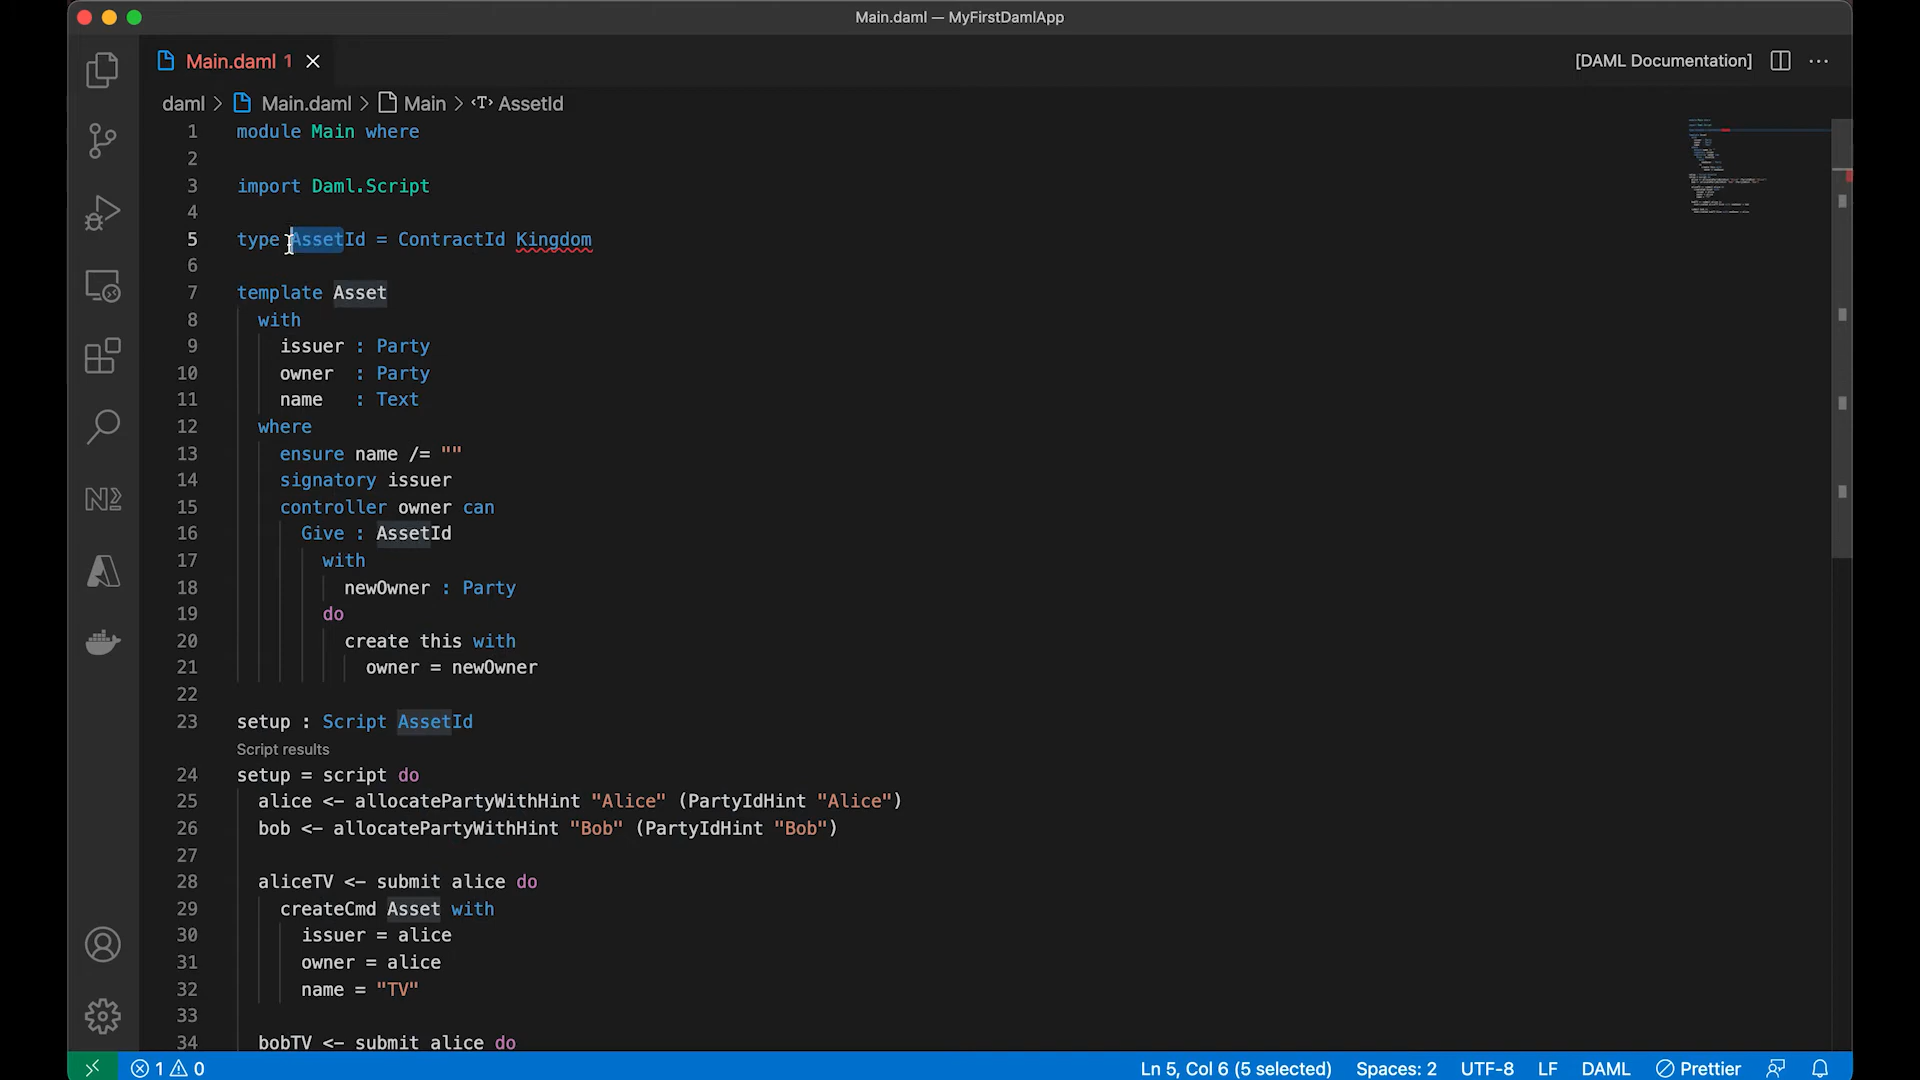 Main.daml — MyFirstDamlApp
Main.daml 1
[DAML Documentation]
daml > Main.daml > Main > AssetId
1 module Main where
2
3 import Daml.Script
4
5 type AssetId = ContractId Kingdom
6
7 template Asset
8 with
9 issuer : Party
10 owner : Party
11 name : Text
12 where
13 ensure name /= ""
14 signatory issuer
15 controller owner can
16 Give : AssetId
17 with
18 newOwner : Party
19 do
20 create this with
21 owner = newOwner
22
23 setup : Script AssetId
Script results
24 setup = script do
25 alice <- allocatePartyWithHint "Alice" (PartyIdHint "Alice")
26 bob <- allocatePartyWithHint "Bob" (PartyIdHint "Bob")
27
28 aliceTV <- submit alice do
29 createCmd Asset with
30 issuer = alice
31 owner = alice
32 name = "TV"
33
34 bobTV <- submit alice do
1 0 Ln 5, Col 6 (5 selected) Spaces: 2 UTF-8 LF DAML Prettier